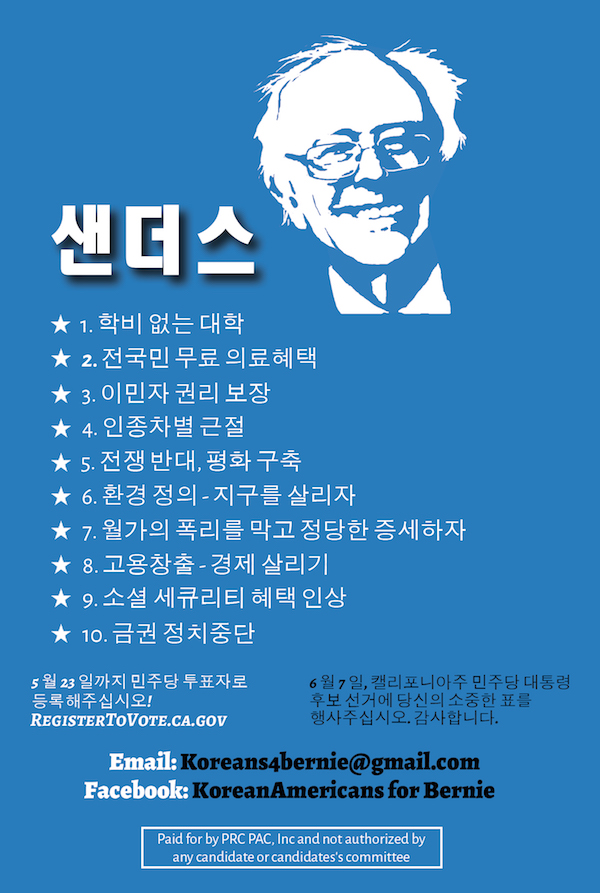 샌더스
★ 1. 학비 없는 대학
★ 2. 전국민 무료 의료혜택
★ 3. 이민자 권리 보장
★ 4. 인종차별 근절
★ 5. 전쟁 반대, 평화 구축
★ 6. 환경 정의 - 지구를 살리자
★ 7. 월가의 폭리를 막고 정당한 증세하자
★ 8. 고용창출 - 경제 살리기
★ 9. 소셜 세큐리티 혜택 인상
★ 10. 금권 정치중단
5 월 23 일까지 민주당 투표자로
등록해주십시오!
RegisterToVote.ca.gov
6 월 7 일, 캘리포니아주 민주당 대통령
후보 선거에 당신의 소중한 표를
행사주십시오. 감사합니다.
Email: Koreans4bernie@gmail.com
Facebook: KoreanAmericans for Bernie
Paid for by PRC PAC, Inc and not authorized by
any candidate or candidates's committee